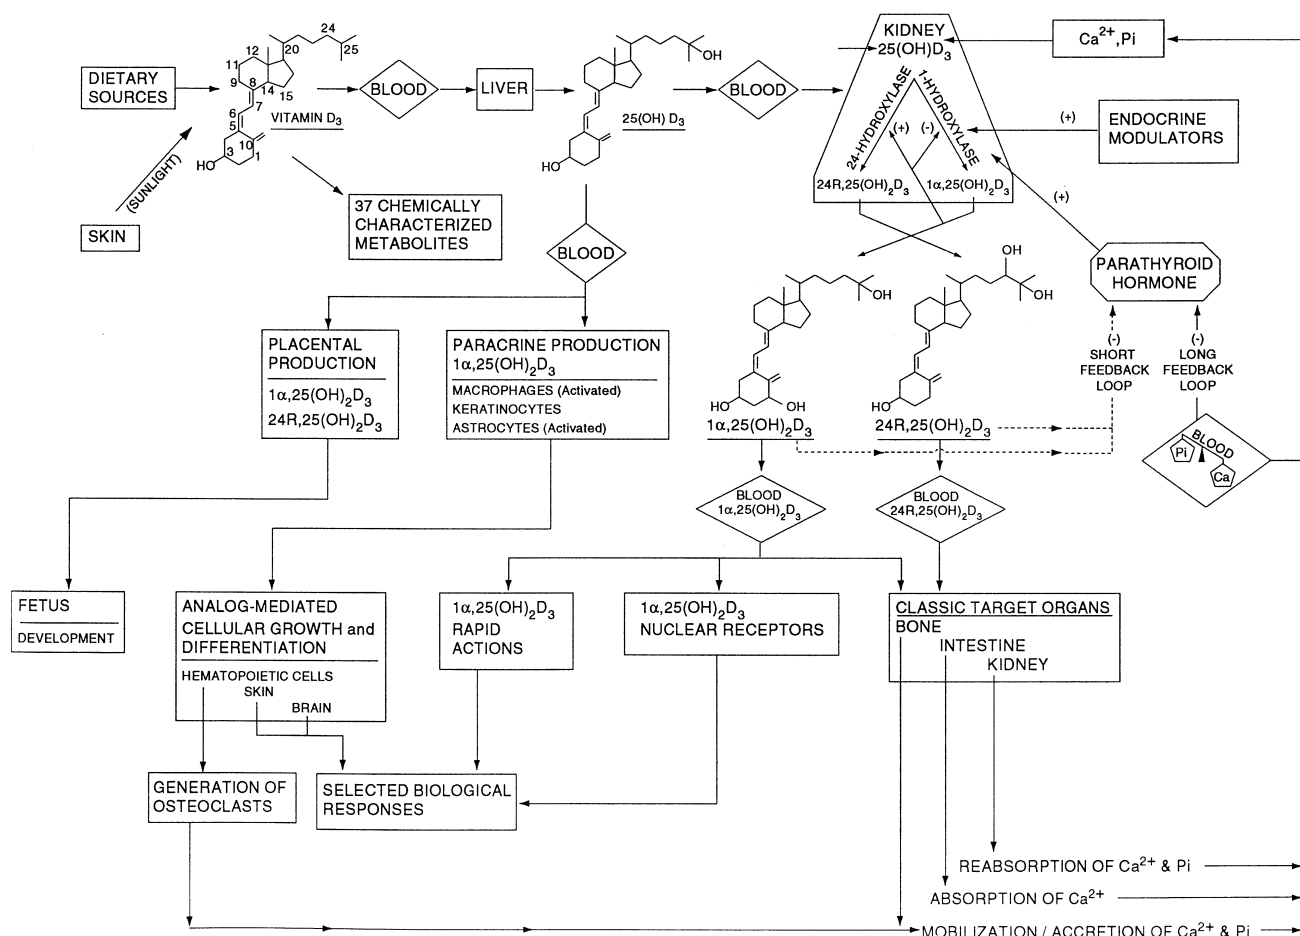 24
20
25
12
11
9
8
14
15
7
6
5
10
3
1
HO
VITAMIN D3
DIETARY
SOURCES
(SUNLIGHT)
SKIN
BLOOD
LIVER
OH
HO
25(OH) D3
BLOOD
37 CHEMICALLY
CHARACTERIZED
METABOLITES
KIDNEY
25(OH)D3
24-HYDROXYLASE
1-HYDROXYLASE
(+)
(-)
24R,25(OH)2D3
1α,25(OH)2D3
Ca2+,Pi
(+)
ENDOCRINE
MODULATORS
(+)
PARATHYROID
HORMONE
BLOOD
OH
HO
OH
1α,25(OH)2D3
OH
OH
HO
24R,25(OH)2D3
(-)
SHORT
FEEDBACK
LOOP
(-)
LONG
FEEDBACK
LOOP
BLOOD
Pi
Ca
PLACENTAL
PRODUCTION
1α,25(OH)2D3
24R,25(OH)2D3
PARACRINE PRODUCTION
1α,25(OH)2D3
MACROPHAGES (Activated)
KERATINOCYTES
ASTROCYTES (Activated)
BLOOD
1α,25(OH)2D3
BLOOD
24R,25(OH)2D3
FETUS
DEVELOPMENT
ANALOG-MEDIATED
CELLULAR GROWTH and
DIFFERENTIATION
HEMATOPOIETIC CELLS
SKIN
BRAIN
1α,25(OH)2D3
RAPID
ACTIONS
1α,25(OH)2D3
NUCLEAR RECEPTORS
CLASSIC TARGET ORGANS
BONE
INTESTINE
KIDNEY
GENERATION OF
OSTEOCLASTS
SELECTED BIOLOGICAL
RESPONSES
REABSORPTION OF Ca2+ & Pi
ABSORPTION OF Ca2+
MOBILIZATION / ACCRETION OF Ca2+ & Pi